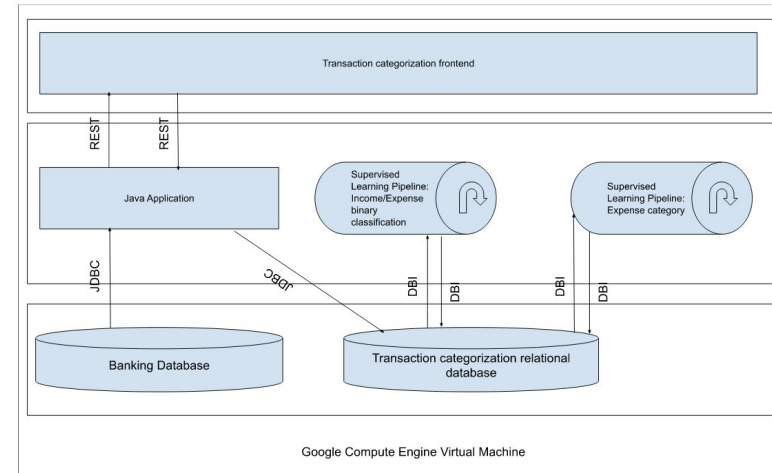 Transaction categorization frontend
REST
REST
Java Application
Supervised
Learning Pipeline:
Income/Expense
binary
classification
Supervised
Learning Pipeline:
Expense category
JDBC
JDBC
DBI
DBI
DBI
DBI
Banking Database
Transaction categorization relational
database
Google Compute Engine Virtual Machine